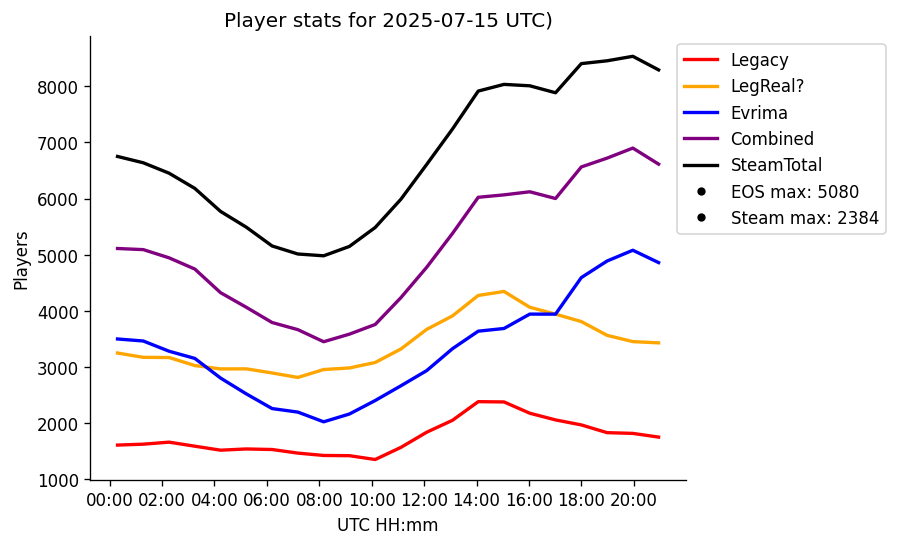 Player stats for 2025-07-15 UTC)
Legacy
LegReal?
Evrima
Combined
SteamTotal
EOS max: 5080
Steam max: 2384
Players
8000
7000
6000
5000
4000
3000
2000
1000
00:00 02:00 04:00 06:00 08:00 10:00 12:00 14:00 16:00 18:00 20:00
UTC HH:mm